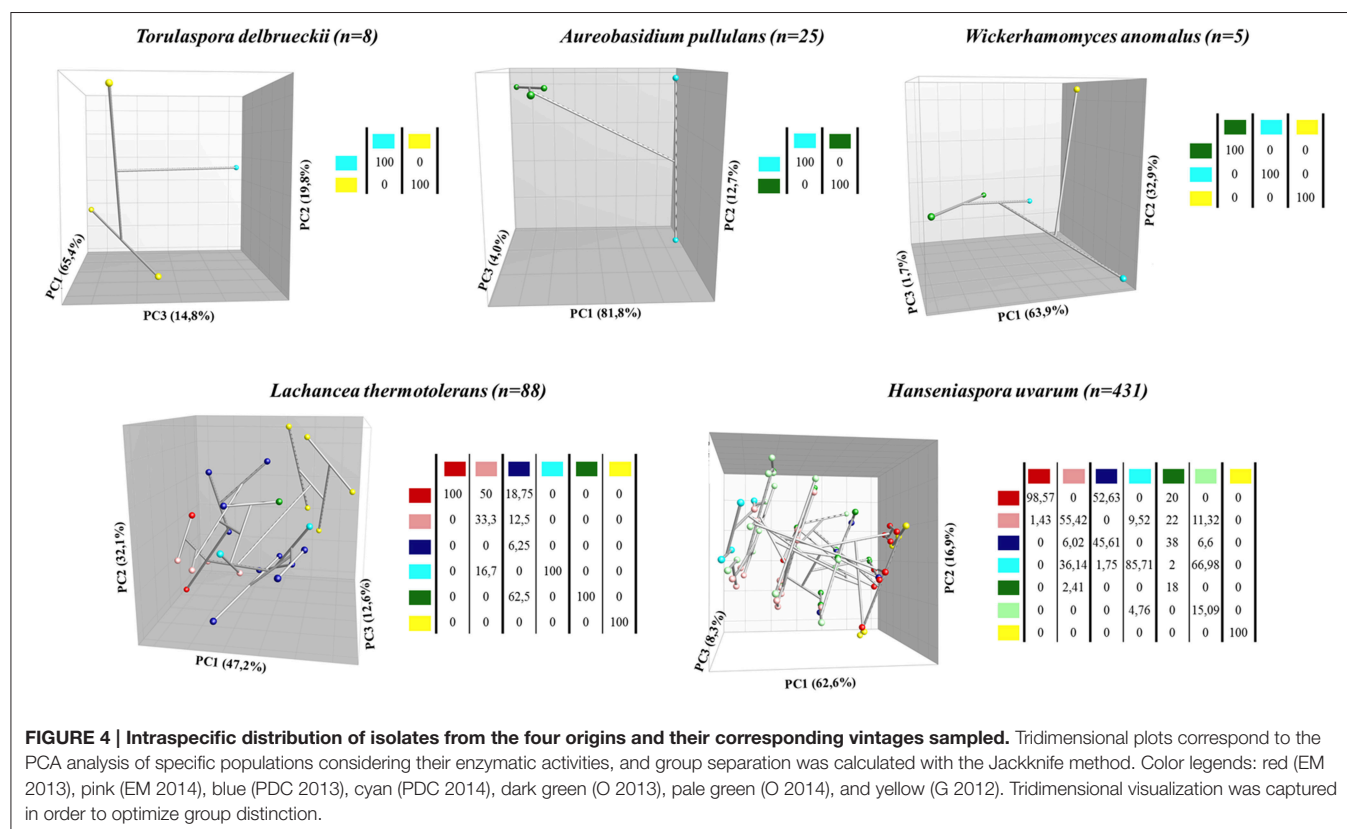 Torulaspora delbrueckii (n=8)
PC1 (65,4%)
PC3 (14,8%)
PC2 (19,8%)
100 0
0 100
Aureobasidium pullulans (n=25)
PC3 (4,0%)
PC1 (81,8%)
PC2 (12,7%)
100 0
0 100
Wickerhamomyces anomalus (n=5)
PC3 (1,7%)
PC1 (63,9%)
PC2 (32,9%)
100 0 0
0 100 0
0 0 100
Lachancea thermotolerans (n=88)
PC2 (32,1%)
PC1 (47,2%)
PC3 (12,6%)
100 50 18,75 0 0 0
0 33,3 12,5 0 0 0
0 0 6,25 0 0 0
0 16,7 0 100 0 0
0 0 62,5 0 100 0
0 0 0 0 0 100
Hanseniaspora uvarum (n=431)
PC3 (8,3%)
PC1 (62,6%)
PC2 (16,9%)
98,57 0 52,63 0 20 0 0
1,43 55,42 0 9,52 22 11,32 0
0 6,02 45,61 0 38 6,6 0
0 36,14 1,75 85,71 2 66,98 0
0 2,41 0 0 18 0 0
0 0 0 4,76 0 15,09 0
0 0 0 0 0 0 100
FIGURE 4 | Intraspecific distribution of isolates from the four origins and their corresponding vintages sampled. Tridimensional plots correspond to the
PCA analysis of specific populations considering their enzymatic activities, and group separation was calculated with the Jackknife method. Color legends: red (EM
2013), pink (EM 2014), blue (PDC 2013), cyan (PDC 2014), dark green (O 2013), pale green (O 2014), and yellow (G 2012). Tridimensional visualization was captured
in order to optimize group distinction.